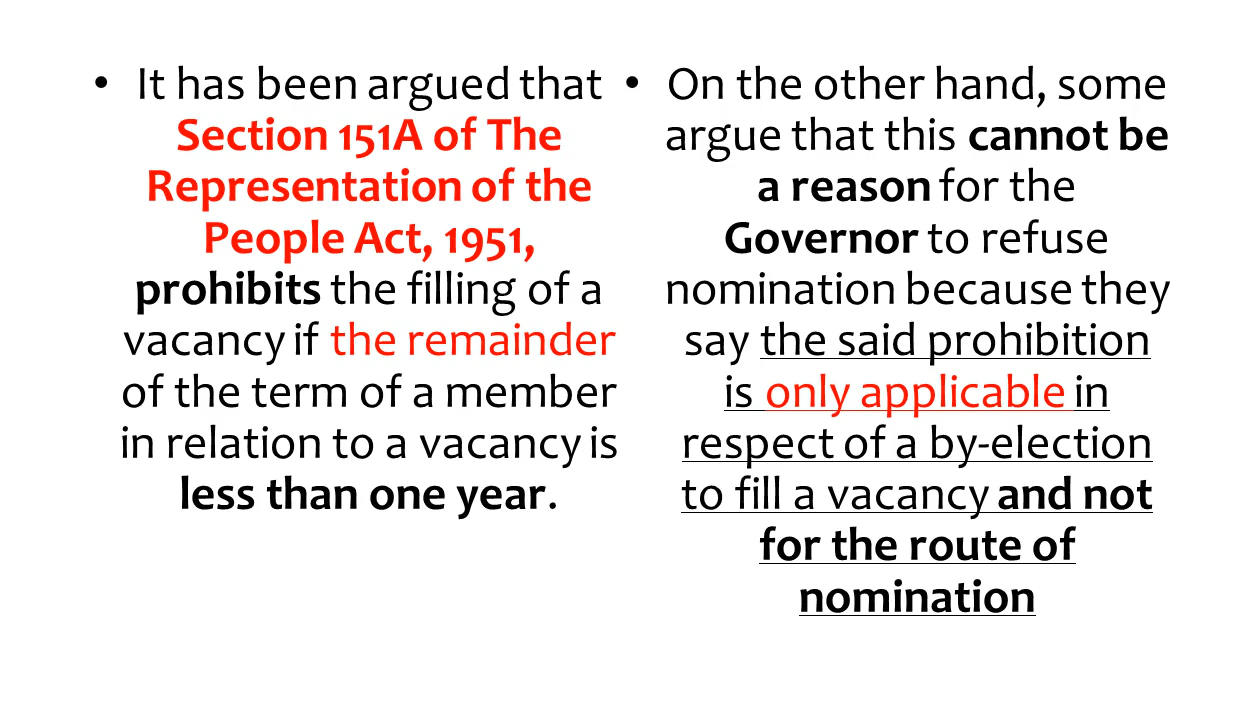 • It has been argued that
Section 151A of The
Representation of the
People Act, 1951,
prohibits the filling of a
vacancy if the remainder
of the term of a member
in relation to a vacancy is
less than one year.
• On the other hand, some
argue that this cannot be
a reason for the
Governor to refuse
nomination because they
say the said prohibition
is only applicable in
respect of a by-election
to fill a vacancy and not
for the route of
nomination